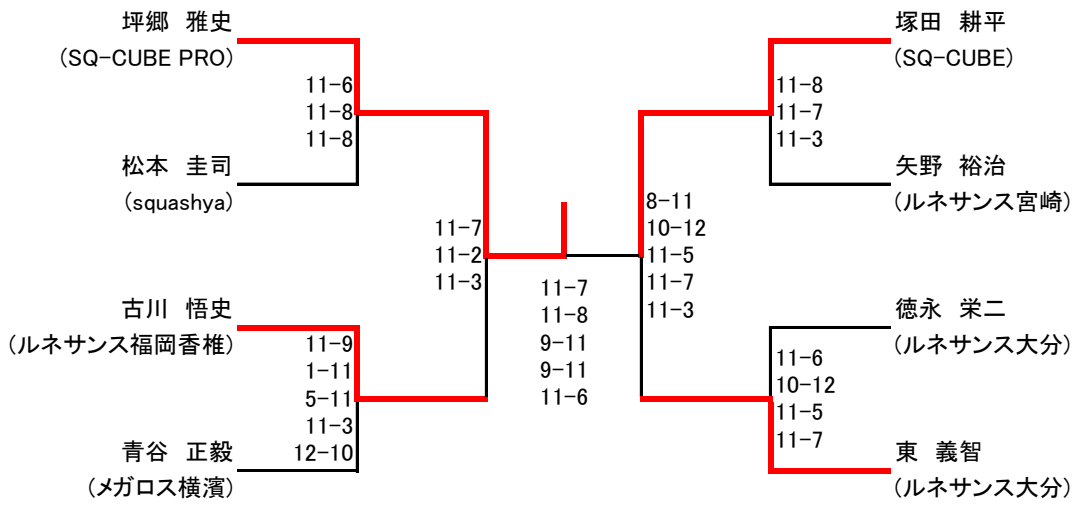 坪郷　雅史
(SQ-CUBE PRO)
11-6
11-8
11-8
松本　圭司
(squashya)
11-7
11-2
11-3
古川　悟史
(ルネサンス福岡香椎)
11-9
1-11
5-11
11-3
12-10
青谷　正毅
(メガロス横濱)
11-7
11-8
9-11
9-11
11-6
塚田　耕平
(SQ-CUBE)
11-8
11-7
11-3
矢野　裕治
(ルネサンス宮崎)
8-11
10-12
11-5
11-7
11-3
徳永　栄二
(ルネサンス大分)
11-6
10-12
11-5
11-7
東　義智
(ルネサンス大分)